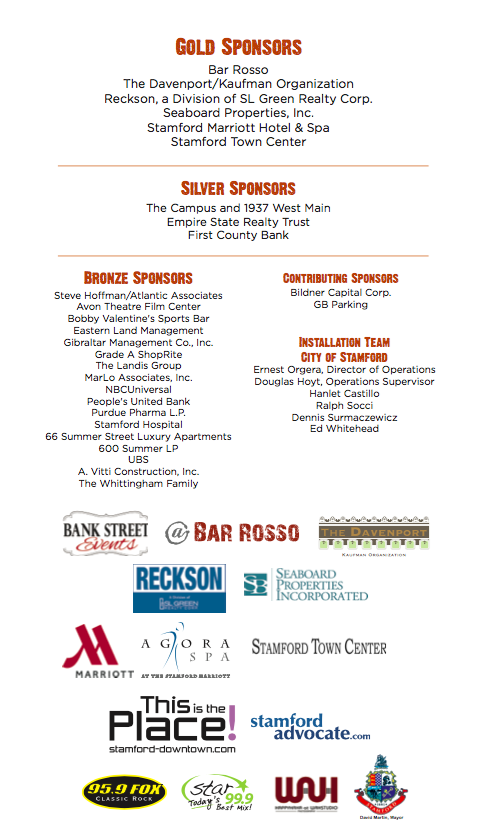 Gold Sponsors
Bar Rosso
The Davenport/Kaufman Organization
Reckson, a Division of SL Green Realty Corp.
Seaboard Properties, Inc.
Stamford Marriott Hotel & Spa
Stamford Town Center
Silver Sponsors
The Campus and 1937 West Main
Empire State Realty Trust
First County Bank
Bronze Sponsors
Steve Hoffman/Atlantic Associates
Avon Theatre Film Center
Bobby Valentine's Sports Bar
Eastern Land Management
Gibraltar Management Co., Inc.
Grade A ShopRite
The Landis Group
MarLo Associates, Inc.
NBCUniversal
People's United Bank
Purdue Pharma L.P.
Stamford Hospital
66 Summer Street Luxury Apartments
600 Summer LP
UBS
A. Vitti Construction, Inc.
The Whittingham Family
Contributing Sponsors
Bildner Capital Corp.
GB Parking
Installation Team
City of Stamford
Ernest Orgera, Director of Operations
Douglas Hoyt, Operations Supervisor
Hanlet Castillo
Ralph Socci
Dennis Surmaczewicz
Ed Whitehead
BANK STREET
Events
@ BAR ROSSO
THE DAVENPORT
KAUFMAN ORGANIZATION
RECKSON
A Division of
SL GREEN
SB
SEABOARD
PROPERTIES
INCORPORATED
MARRIOTT
AGORA
SPA
AT THE STAMFORD MARRIOTT
STAMFORD TOWN CENTER
This is the
Place!
stamford-downtown.com
stamford
advocate.com
95.9 FOX
CLASSIC ROCK
star
99.9
Today's
Best Mix!
David Martin, Mayor